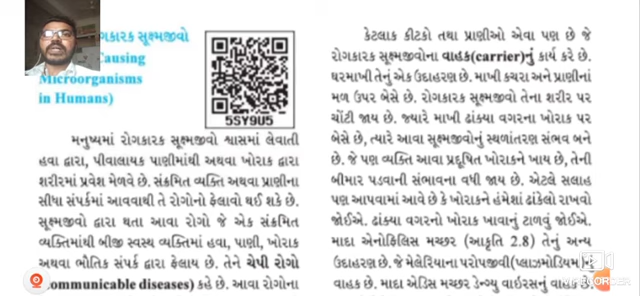 રોગકારક સૂક્ષ્મજીવો
Causing
Microorganisms
in Humans)
5SY9U5
મનુષ્યમાં રોગકારક સૂક્ષ્મજીવો શ્વાસમાં લેવાતી
હવા દ્વારા, પીવાલાયક પાણીમાંથી અથવા ખોરાક દ્વારા
શરીરમાં પ્રવેશ મેળવે છે. સંક્રમિત વ્યક્તિ અથવા પ્રાણીના
સીધા સંપર્કમાં આવવાથી તે રોગોનો ફેલાવો થઈ શકે છે.
સૂક્ષ્મજીવો દ્વારા થતા આવા રોગો જે એક સંક્રમિત
વ્યક્તિમાંથી બીજી સ્વસ્થ વ્યક્તિમાં હવા, પાણી, ખોરાક
અથવા ભૌતિક સંપર્ક દ્વારા ફેલાય છે. તેને ચેપી રોગો
communicable diseases) કહે છે. આવા રોગોના
કેટલાક કીટકો તથા પ્રાણીઓ એવા પણ છે જે
રોગકારક સૂક્ષ્મજીવોના વાહક(carrier)નું કાર્ય કરે છે.
ઘરમાખી તેનું એક ઉદાહરણ છે. માખી કચરા અને પ્રાણીનાં
મળ ઉપર બેસે છે. રોગકારક સૂક્ષ્મજીવો તેના શરીર પર
ચોંટી જાય છે. જ્યારે માખી ઢાંક્યા વગરના ખોરાક પર
બેસે છે, ત્યારે આવા સૂક્ષ્મજીવોનું સ્થળાંતરણ સંભવ બને
છે. જે પણ વ્યક્તિ આવા પ્રદૂષિત ખોરાકને ખાય છે, તેની
બીમાર પડવાની સંભાવના વધી જાય છે. એટલે સલાહ
પણ આપવામાં આવે છે કે ખોરાકને હંમેશાં ઢાંકેલો રાખવો
જોઈએ. ઢાંક્યા વગરનો ખોરાક ખાવાનું ટાળવું જોઈએ.
માદા એનોફિલિસ મચ્છર (આકૃતિ 2.8) તેનું અન્ય
ઉદાહરણ છે. જે મેલેરિયાના પરોપજીવી(પ્લાઝમોડિયમ)નું
વાહક છે. માદા એડિસ મચ્છર ડેન્ગ્યુ વાઇરસનું વાહક છે.